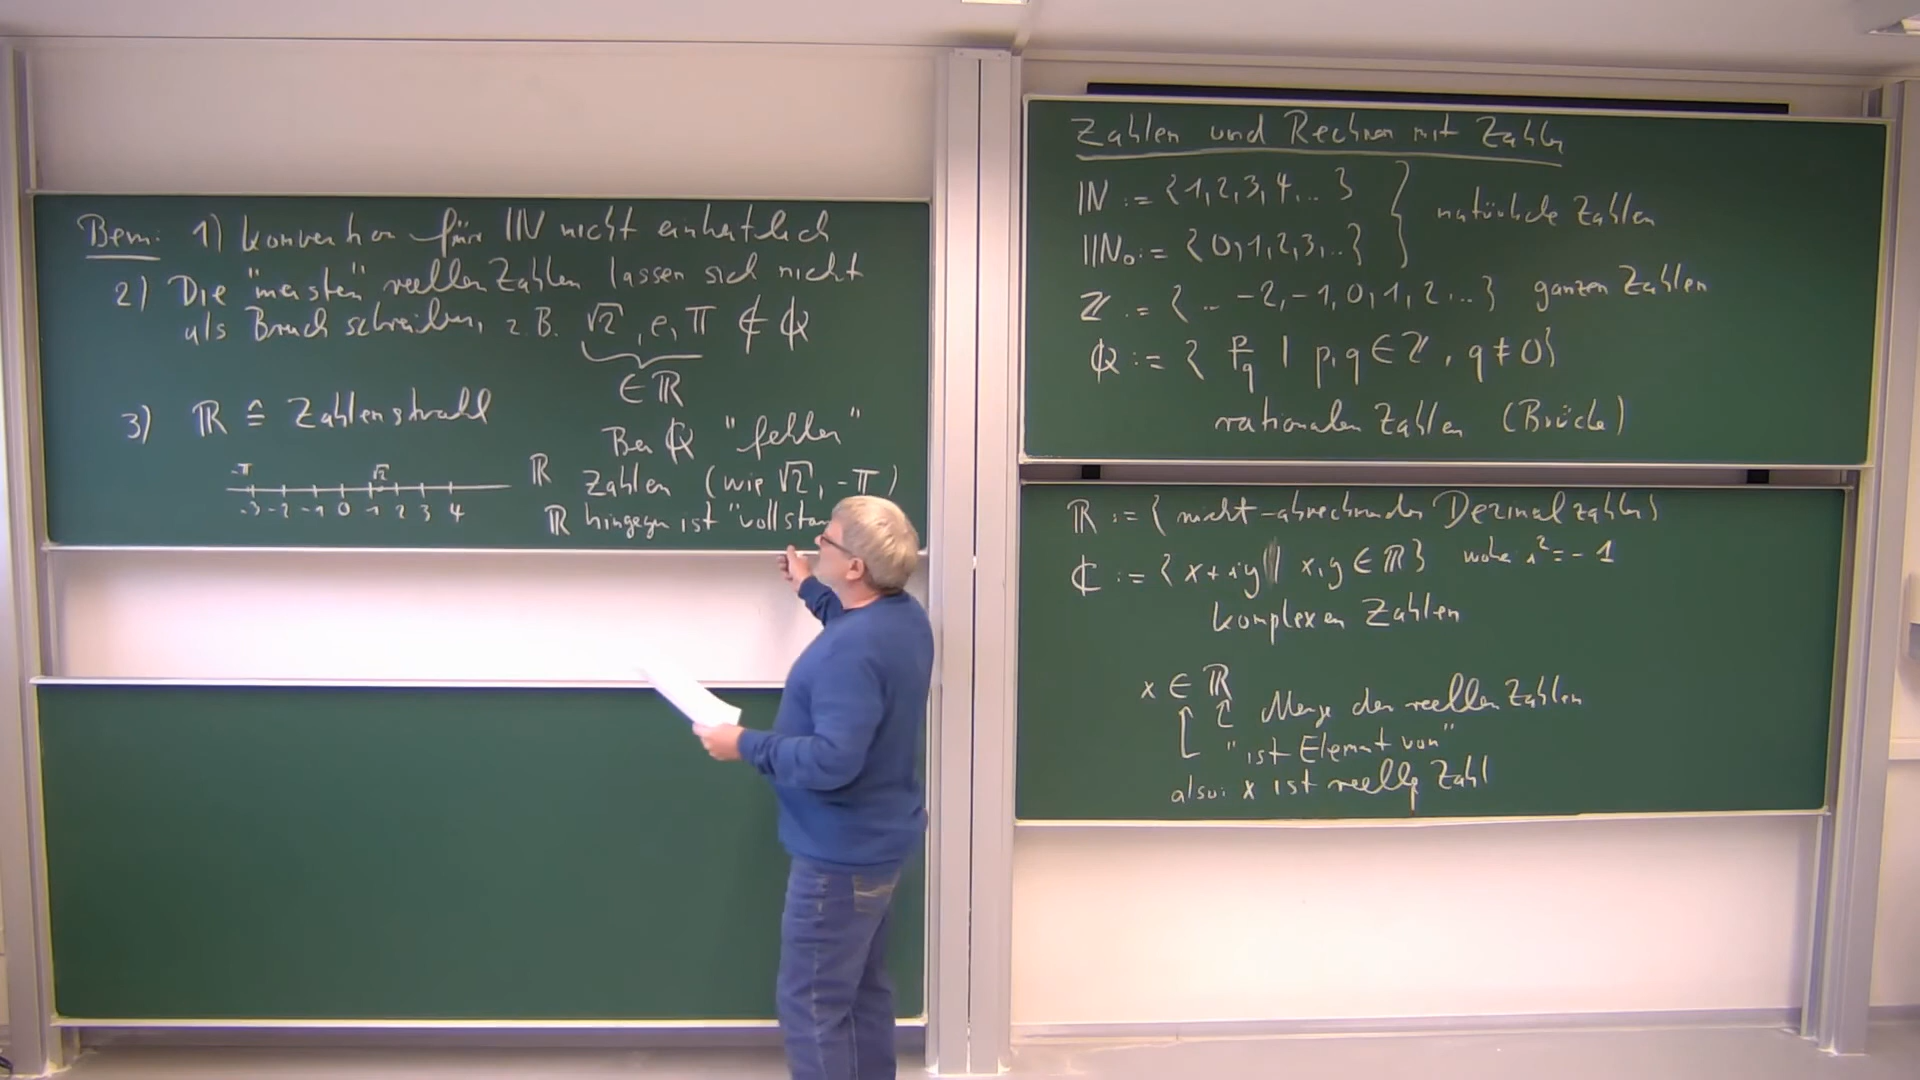 Bem: 1) Konvention für ℕ nicht einheitlich
2) Die "meisten" reellen Zahlen lassen sich nicht
als Bruch schreiben, z.B. √2, e, π ∉ ℚ
∈ ℝ
3) ℝ ≙ Zahlenstrahl
Bei ℚ "fehlen"
Zahlen (wie √2, -π)
ℝ hingegen ist "vollstän
-π √2 ℝ
-3 -2 -1 0 1 2 3 4
Zahlen und Rechnen mit Zahlen
ℕ := {1,2,3,4,... } natürliche Zahlen
ℕ₀ := {0,1,2,3,..}
ℤ := {.. -2,-1,0,1,2...} ganzen Zahlen
ℚ := { p/q | p,q ∈ ℤ, q ≠ 0}
rationalen Zahlen (Brüche)
ℝ := {nicht-abbrechenden Dezimalzahlen}
ℂ := {x+iy | x,y ∈ ℝ} wobei i² = -1
komplexen Zahlen
x ∈ ℝ
Menge der reellen Zahlen
"ist Element von"
also: x ist reelle Zahl